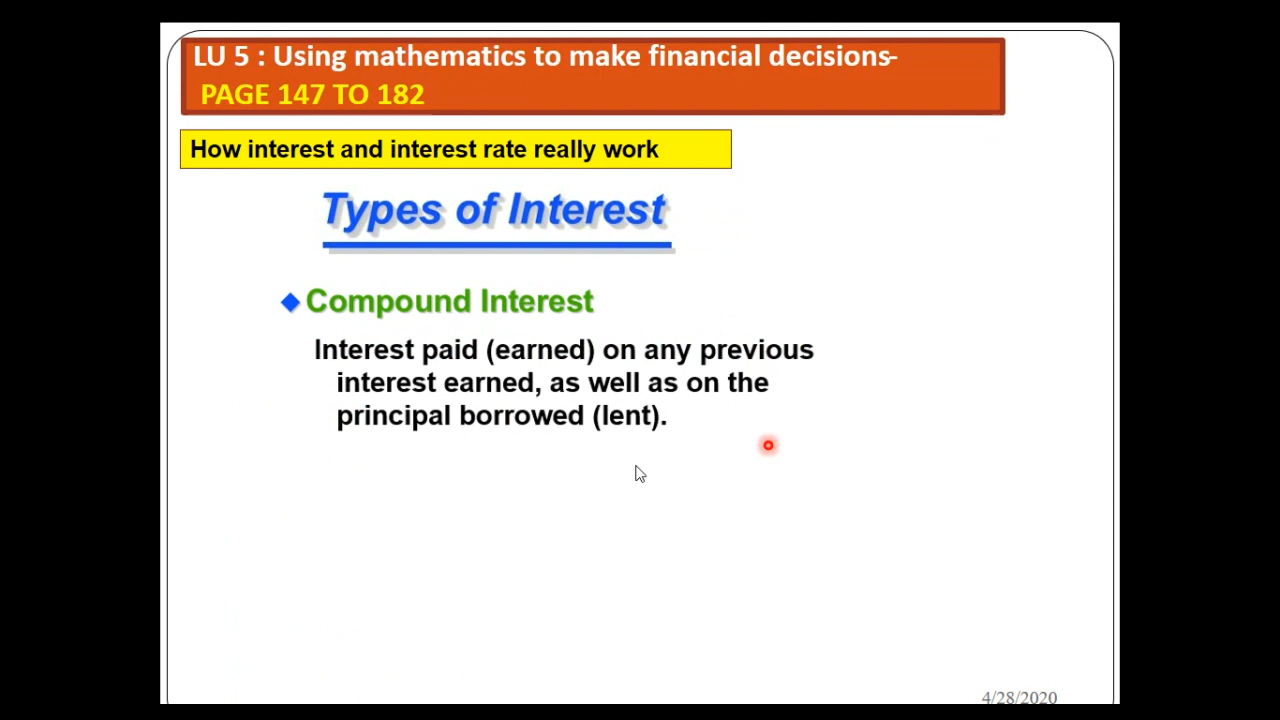 LU 5 : Using mathematics to make financial decisions-
PAGE 147 TO 182
How interest and interest rate really work
Types of Interest
Compound Interest
Interest paid (earned) on any previous
interest earned, as well as on the
principal borrowed (lent).
4/28/2020